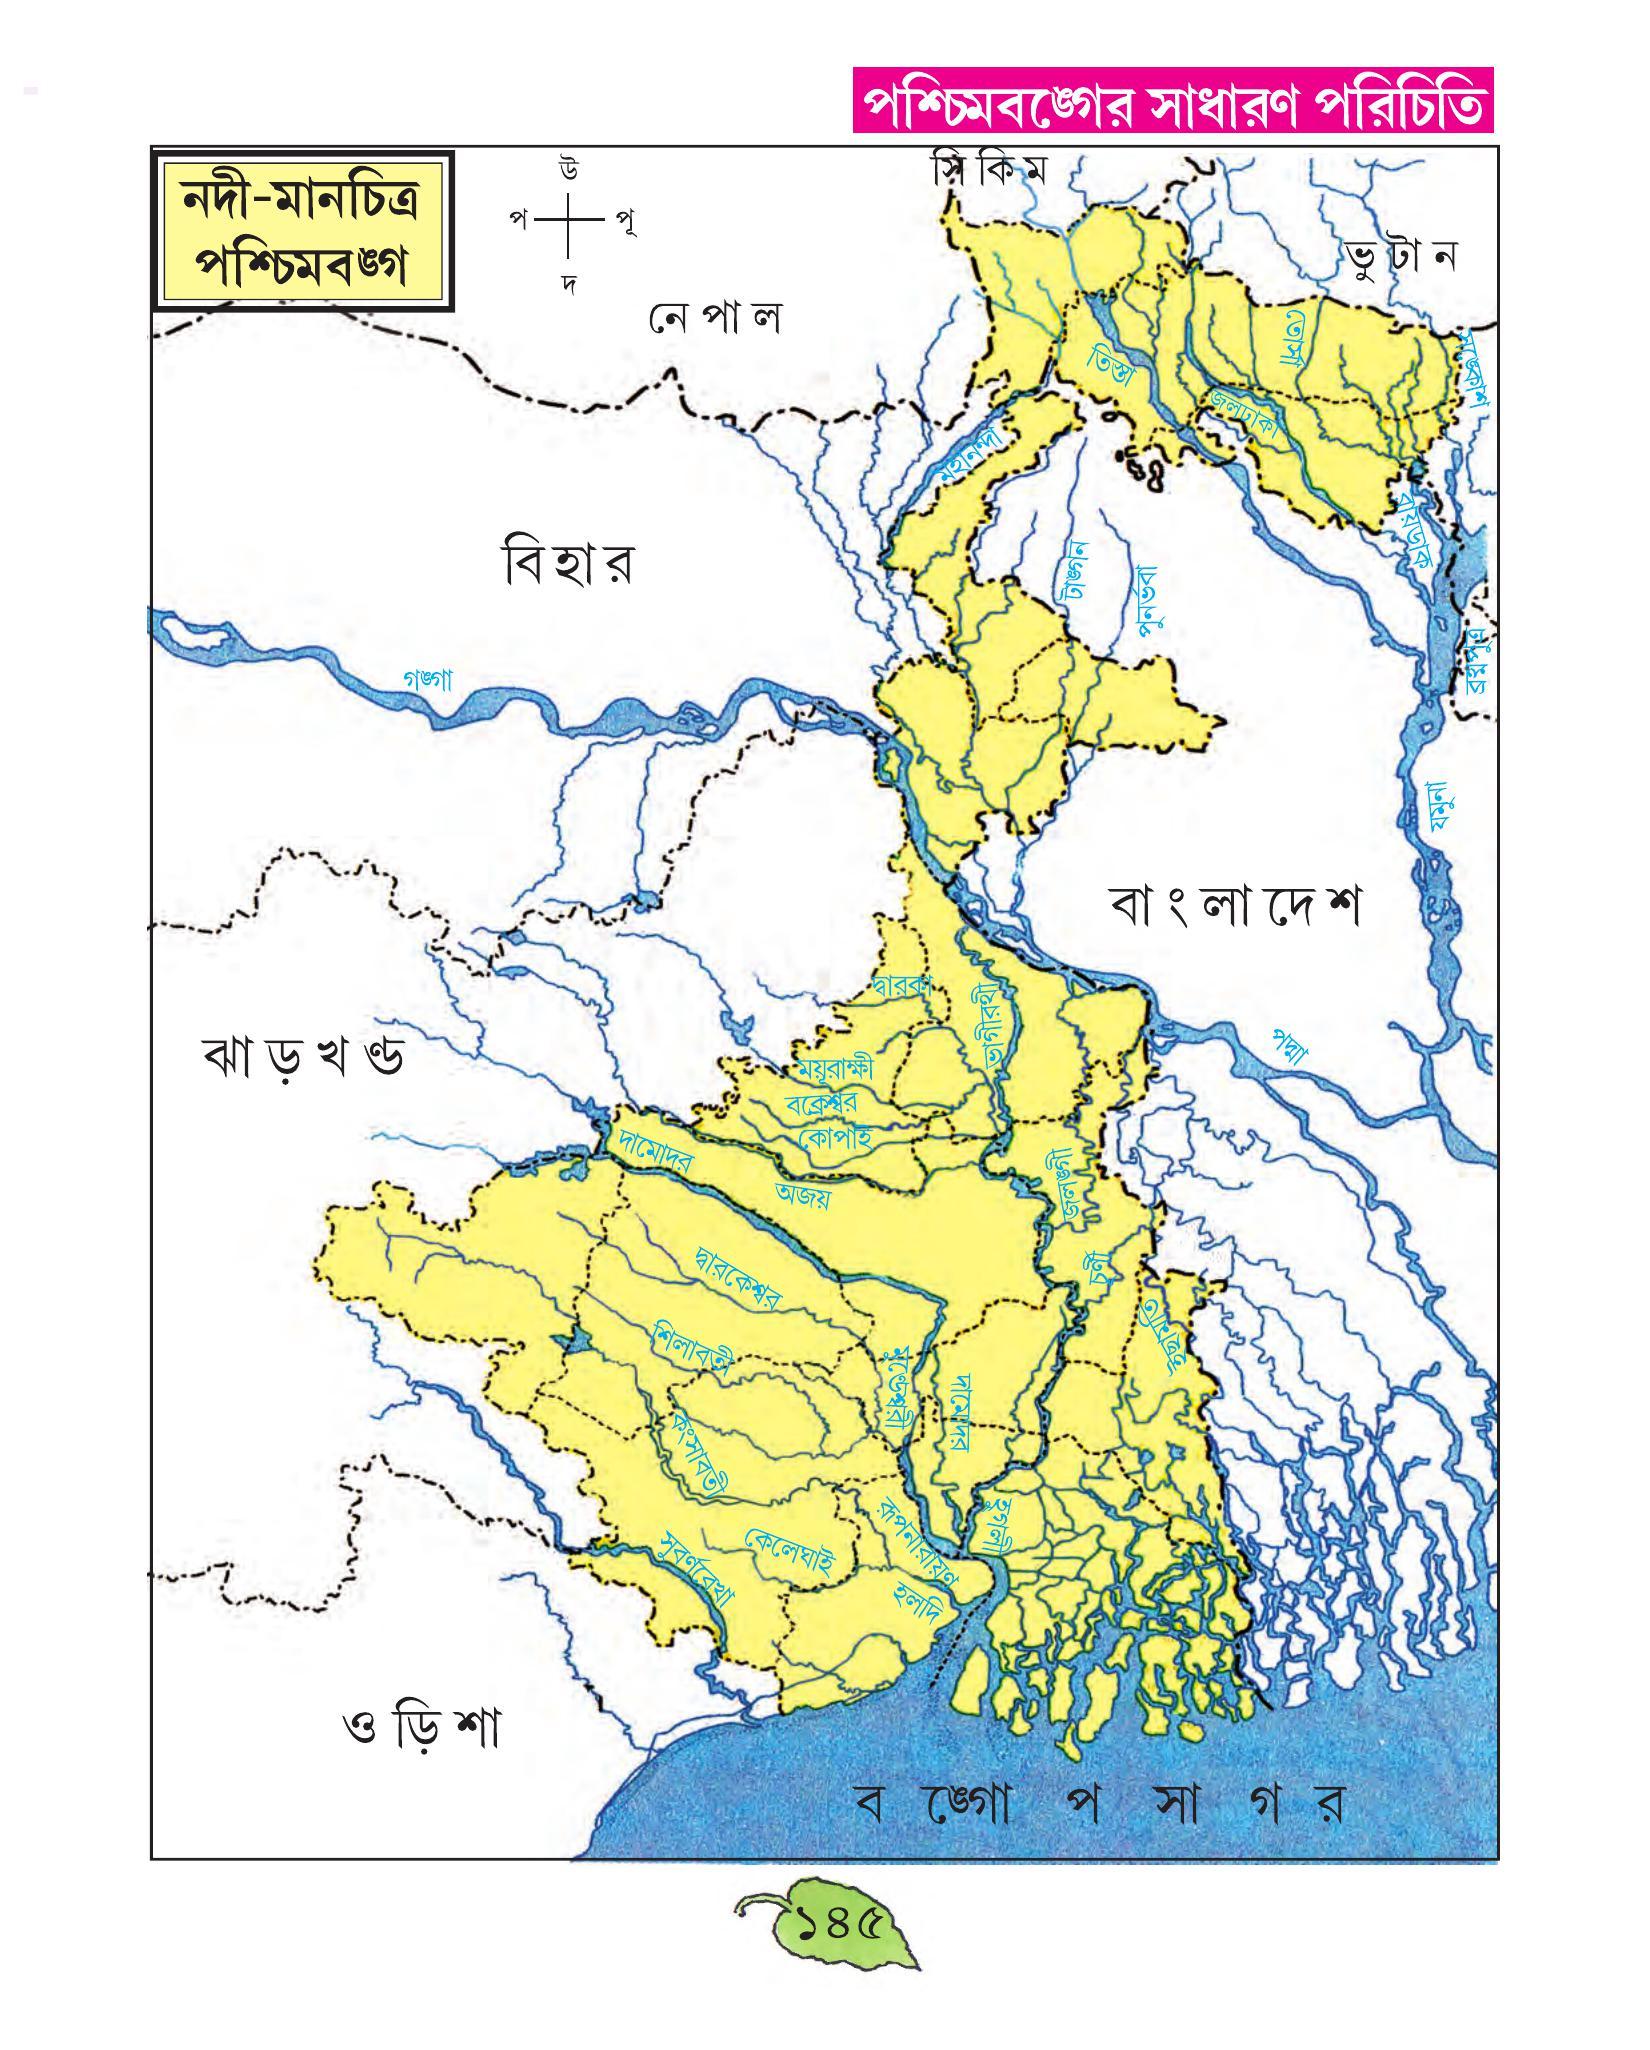 পশ্চিমবঙ্গের সাধারণ পরিচিতি
নদী-মানচিত্র
পশ্চিমবঙ্গ
উ
প
পূ
দ
সিকিম
ভুটান
নেপাল
তোর্সা
সংকোশ
তিস্তা
জলঢাকা
মহানন্দা
রায়ডাক
বিহার
টাঙ্গন
পুনর্ভবা
ব্রহ্মপুত্র
গঙ্গা
যমুনা
বাংলাদেশ
দ্বারকা
ভাগীরথী
ঝাড়খণ্ড
পদ্মা
ময়ূরাক্ষী
বক্রেশ্বর
কোপাই
দামোদর
অজয়
জলঙ্গী
দ্বারকেশ্বর
চূর্ণী
ইছামতি
শিলাবতী
মুণ্ডেশ্বরী
দামোদর
কংসাবতী
সুবর্ণরেখা
কেলেঘাই
রূপনারায়ণ
হুগলী
হলদি
ওড়িশা
বঙ্গোপসাগর
১৪৫